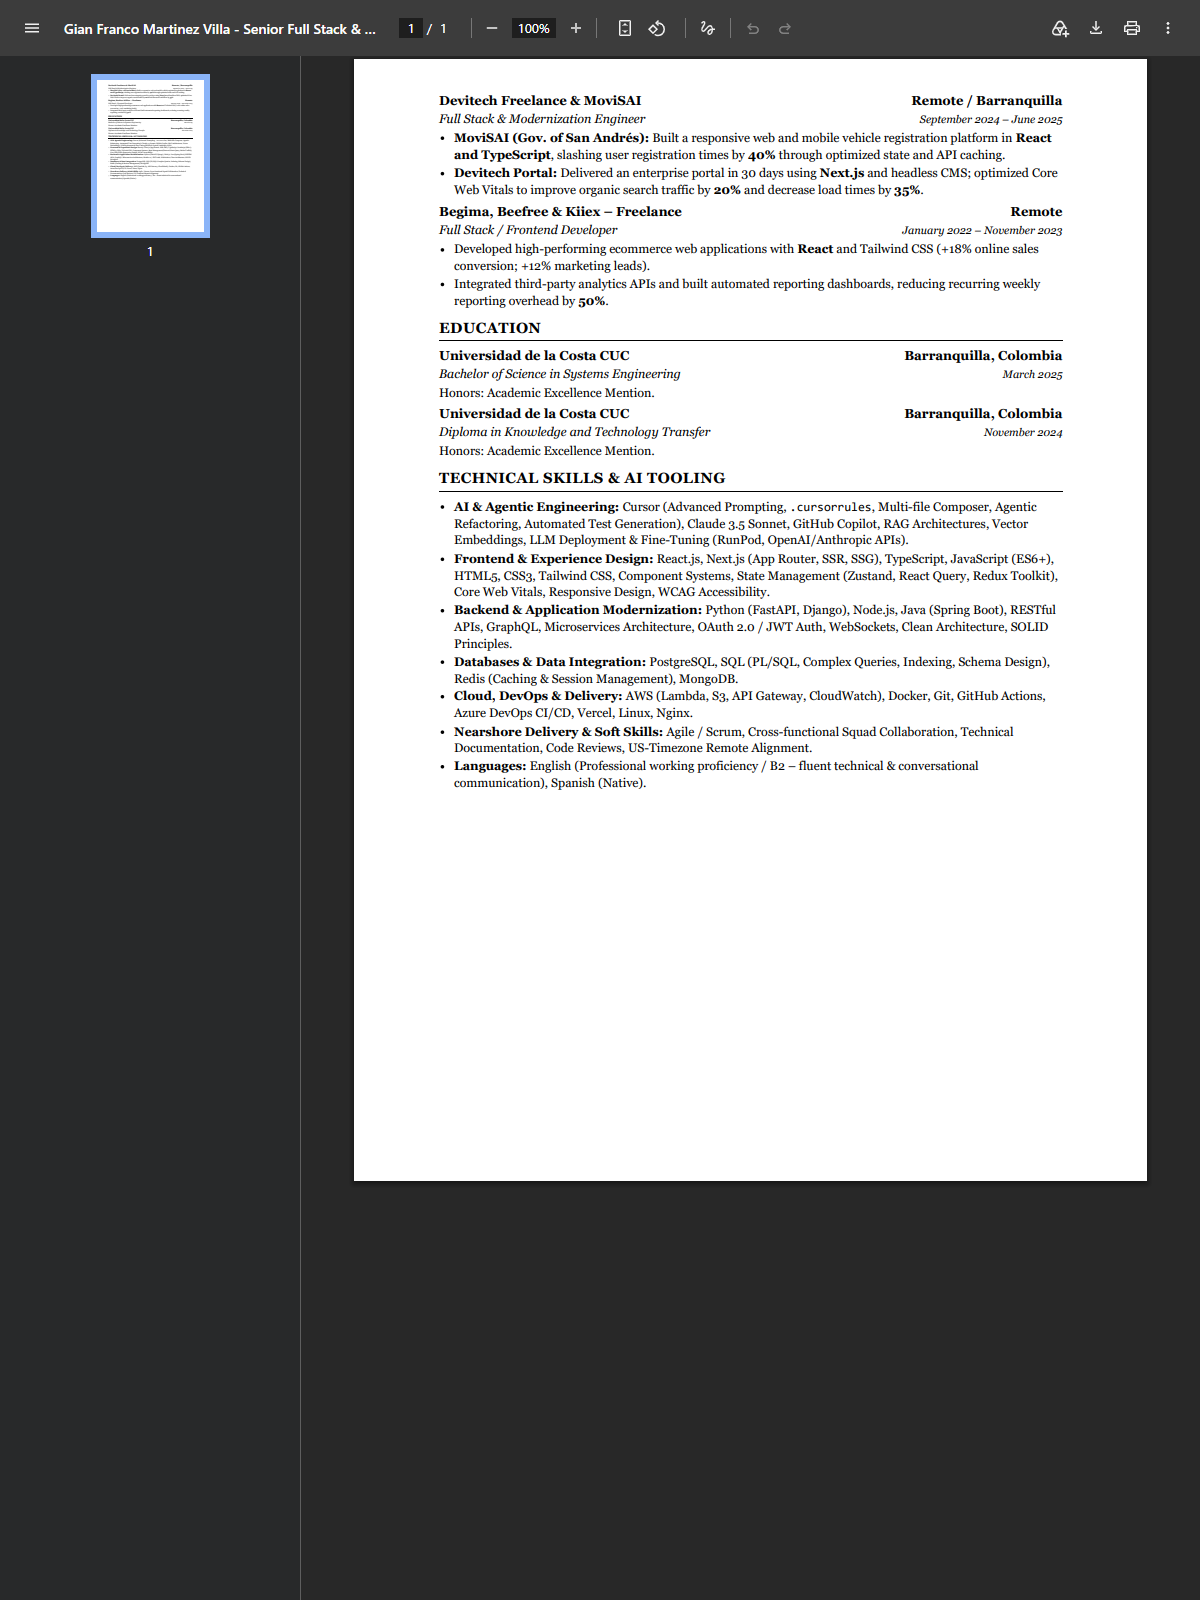 Gian Franco Martinez Villa - Senior Full Stack & ...
1 / 1
100%
1
Devitech Freelance & MoviSAI Remote / Barranquilla
Full Stack & Modernization Engineer September 2024 – June 2025
• MoviSAI (Gov. of San Andrés): Built a responsive web and mobile vehicle registration platform in React
and TypeScript, slashing user registration times by 40% through optimized state and API caching.
• Devitech Portal: Delivered an enterprise portal in 30 days using Next.js and headless CMS; optimized Core
Web Vitals to improve organic search traffic by 20% and decrease load times by 35%.
Begima, Beefree & Kiiex – Freelance Remote
Full Stack / Frontend Developer January 2022 – November 2023
• Developed high-performing ecommerce web applications with React and Tailwind CSS (+18% online sales
conversion; +12% marketing leads).
• Integrated third-party analytics APIs and built automated reporting dashboards, reducing recurring weekly
reporting overhead by 50%.
EDUCATION
Universidad de la Costa CUC Barranquilla, Colombia
Bachelor of Science in Systems Engineering March 2025
Honors: Academic Excellence Mention.
Universidad de la Costa CUC Barranquilla, Colombia
Diploma in Knowledge and Technology Transfer November 2024
Honors: Academic Excellence Mention.
TECHNICAL SKILLS & AI TOOLING
• AI & Agentic Engineering: Cursor (Advanced Prompting, .cursorrules, Multi-file Composer, Agentic
Refactoring, Automated Test Generation), Claude 3.5 Sonnet, GitHub Copilot, RAG Architectures, Vector
Embeddings, LLM Deployment & Fine-Tuning (RunPod, OpenAI/Anthropic APIs).
• Frontend & Experience Design: React.js, Next.js (App Router, SSR, SSG), TypeScript, JavaScript (ES6+),
HTML5, CSS3, Tailwind CSS, Component Systems, State Management (Zustand, React Query, Redux Toolkit),
Core Web Vitals, Responsive Design, WCAG Accessibility.
• Backend & Application Modernization: Python (FastAPI, Django), Node.js, Java (Spring Boot), RESTful
APIs, GraphQL, Microservices Architecture, OAuth 2.0 / JWT Auth, WebSockets, Clean Architecture, SOLID
Principles.
• Databases & Data Integration: PostgreSQL, SQL (PL/SQL, Complex Queries, Indexing, Schema Design),
Redis (Caching & Session Management), MongoDB.
• Cloud, DevOps & Delivery: AWS (Lambda, S3, API Gateway, CloudWatch), Docker, Git, GitHub Actions,
Azure DevOps CI/CD, Vercel, Linux, Nginx.
• Nearshore Delivery & Soft Skills: Agile / Scrum, Cross-functional Squad Collaboration, Technical
Documentation, Code Reviews, US-Timezone Remote Alignment.
• Languages: English (Professional working proficiency / B2 – fluent technical & conversational
communication), Spanish (Native).